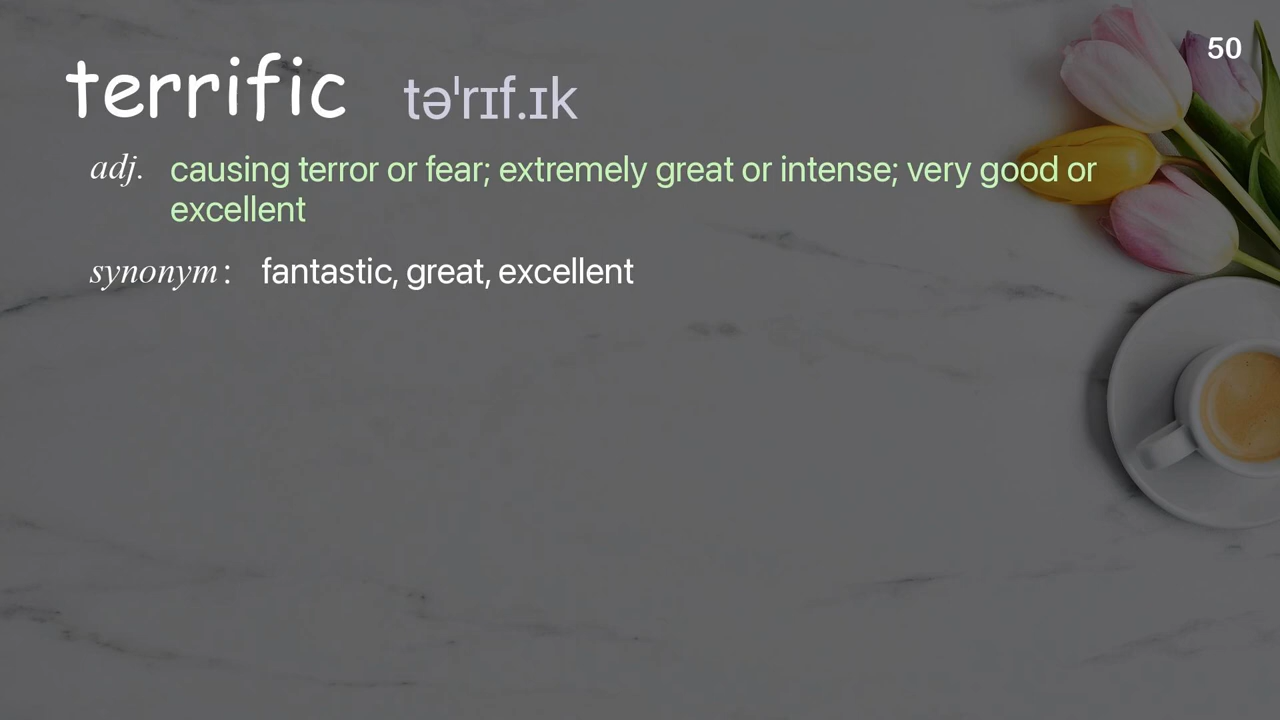 50
terrific təˈrɪf.ɪk
adj. causing terror or fear; extremely great or intense; very good or
excellent
synonym: fantastic, great, excellent